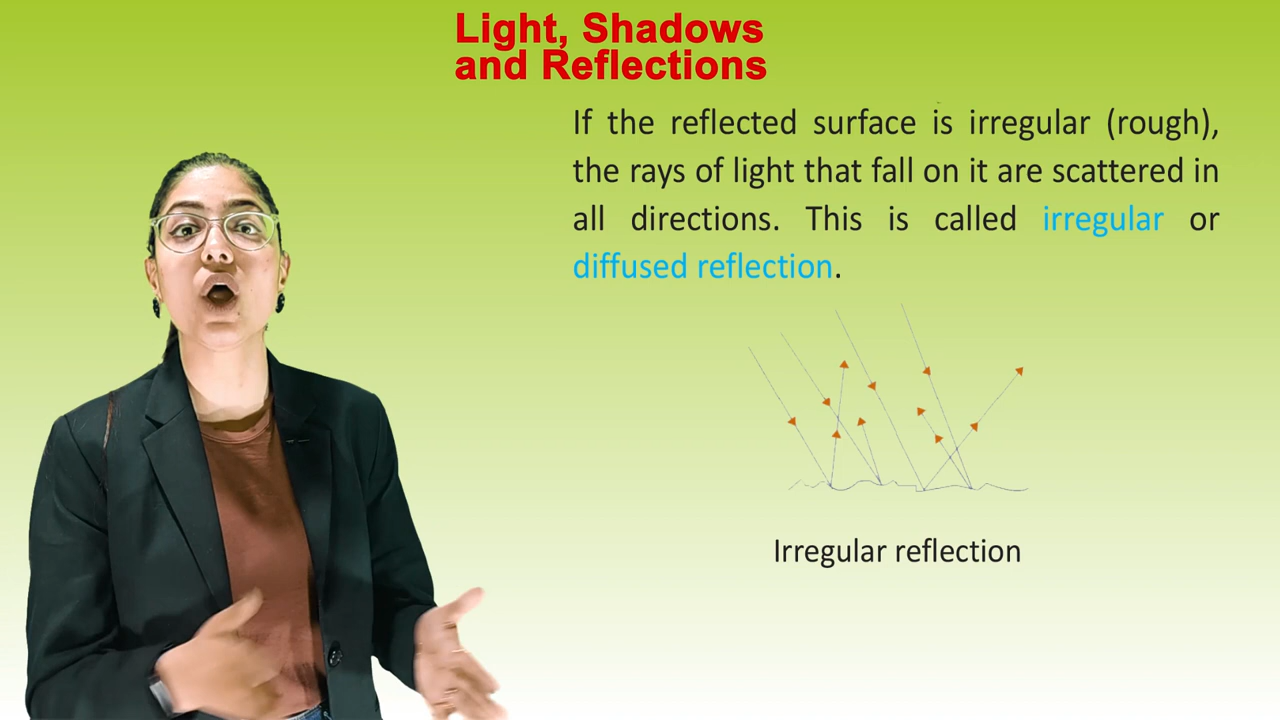 Light, Shadows
and Reflections
If the reflected surface is irregular (rough),
the rays of light that fall on it are scattered in
all directions. This is called irregular or
diffused reflection.
Irregular reflection